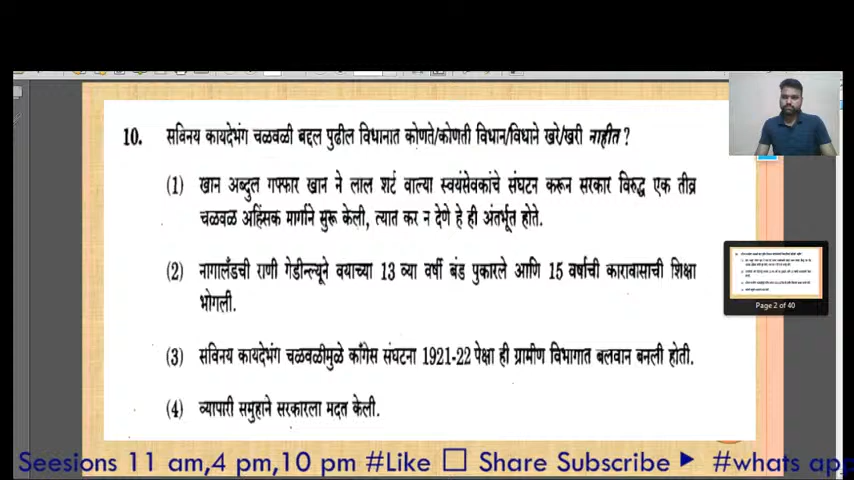 10. सविनय कायदेभंग चळवळी बद्दल पुढील विधानात कोणते/कोणती विधान/विधाने खरे/खरी नाहीत ?
(1) खान अब्दुल गफ्फार खान ने लाल शर्ट वाल्या स्वयंसेवकांचे संघटन करून सरकार विरुद्ध एक तीव्र
चळवळ अहिंसक मार्गाने सुरू केली, त्यात कर न देणे हे ही अंतर्भूत होते.
(2) नागालँडची राणी गेडीन्ल्यूने वयाच्या 13 व्या वर्षी बंड पुकारले आणि 15 वर्षाची कारावासाची शिक्षा
भोगली.
(3) सविनय कायदेभंग चळवळीमुळे काँगेस संघटना 1921-22 पेक्षा ही ग्रामीण विभागात बलवान बनली होती.
(4) व्यापारी समुहाने सरकारला मदत केली.
Page 2 of 40
Seesions 11 am,4 pm,10 pm #Like ☐ Share Subscribe ▶ #whats app